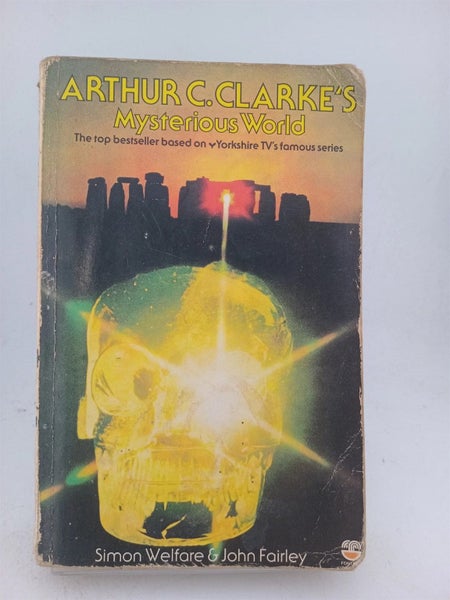 ARTHUR C. CLARKE'S
Mysterious World
The top bestseller based on Yorkshire TV's famous series
Simon Welfare & John Fairley